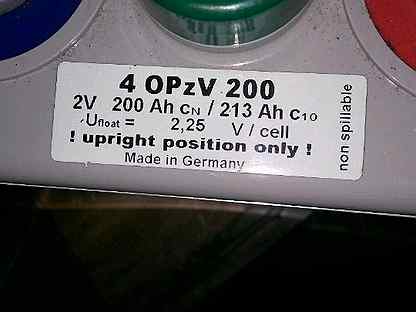 4 OPzV 200
2V 200 Ah CN / 213 Ah C10
Ufloat = 2,25 V / cell
! upright position only !
Made in Germany
non spillable